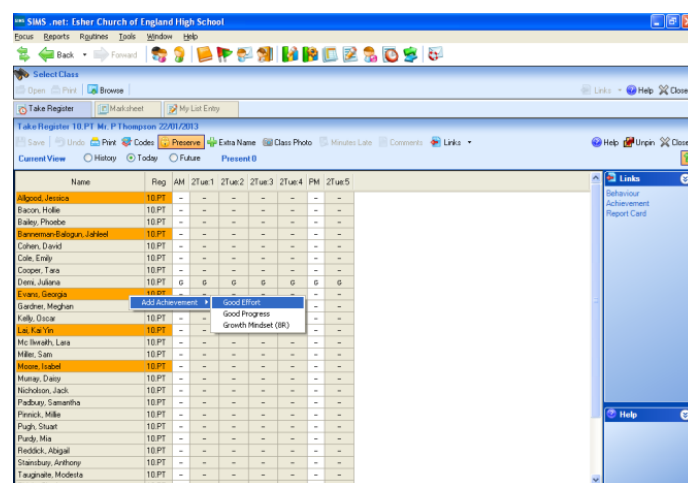 SIMS .net: Esher Church of England High School
Focus Reports Routines Tools Window Help
Back Forward
Select Class
Open Print Browse Links Help Close
Take Register Marksheet My List Entry
Take Register 10.PT Mr. P Thompson 22/01/2013
Save Undo Print Codes Preserve Extra Name Class Photo Minutes Late Comments Links Help Unpin Close
Current View History Today Future Present 0
Name Reg AM 2Tue:1 2Tue:2 2Tue:3 2Tue:4 PM 2Tue:5
Links
Allgood, Jessica 10.PT - - - - - - -
Behaviour
Bacon, Hollie 10.PT - - - - - - -
Achievement
Bailey, Phoebe 10.PT - - - - - - -
Report Card
Bannerman-Balogun, Jahleel 10.PT - - - - - - -
Cohen, David 10.PT - - - - - - -
Cole, Emily 10.PT - - - - - - -
Cooper, Tara 10.PT - - - - - - -
Demi, Juliana 10.PT G G G G G G G
Evans, Georgia 10.PT - - - - - - -
Add Achievement Good Effort
Gardner, Meghan
Good Progress
Kelly, Oscar
Growth Mindset (8R)
Lai, Kai Yin 10.PT - - - - - - -
Mc Ilwraith, Lara 10.PT - - - - - - -
Miller, Sam 10.PT - - - - - - -
Moore, Isabel 10.PT - - - - - - -
Murray, Daisy 10.PT - - - - - - -
Nicholson, Jack 10.PT - - - - - - -
Padbury, Samantha 10.PT - - - - - - -
Pinnick, Millie 10.PT - - - - - - -
Help
Pugh, Stuart 10.PT - - - - - - -
Purdy, Mia 10.PT - - - - - - -
Reddick, Abigail 10.PT - - - - - - -
Stainsbury, Anthony 10.PT - - - - - - -
Tauginaite, Modesta 10.PT - - - - - - -